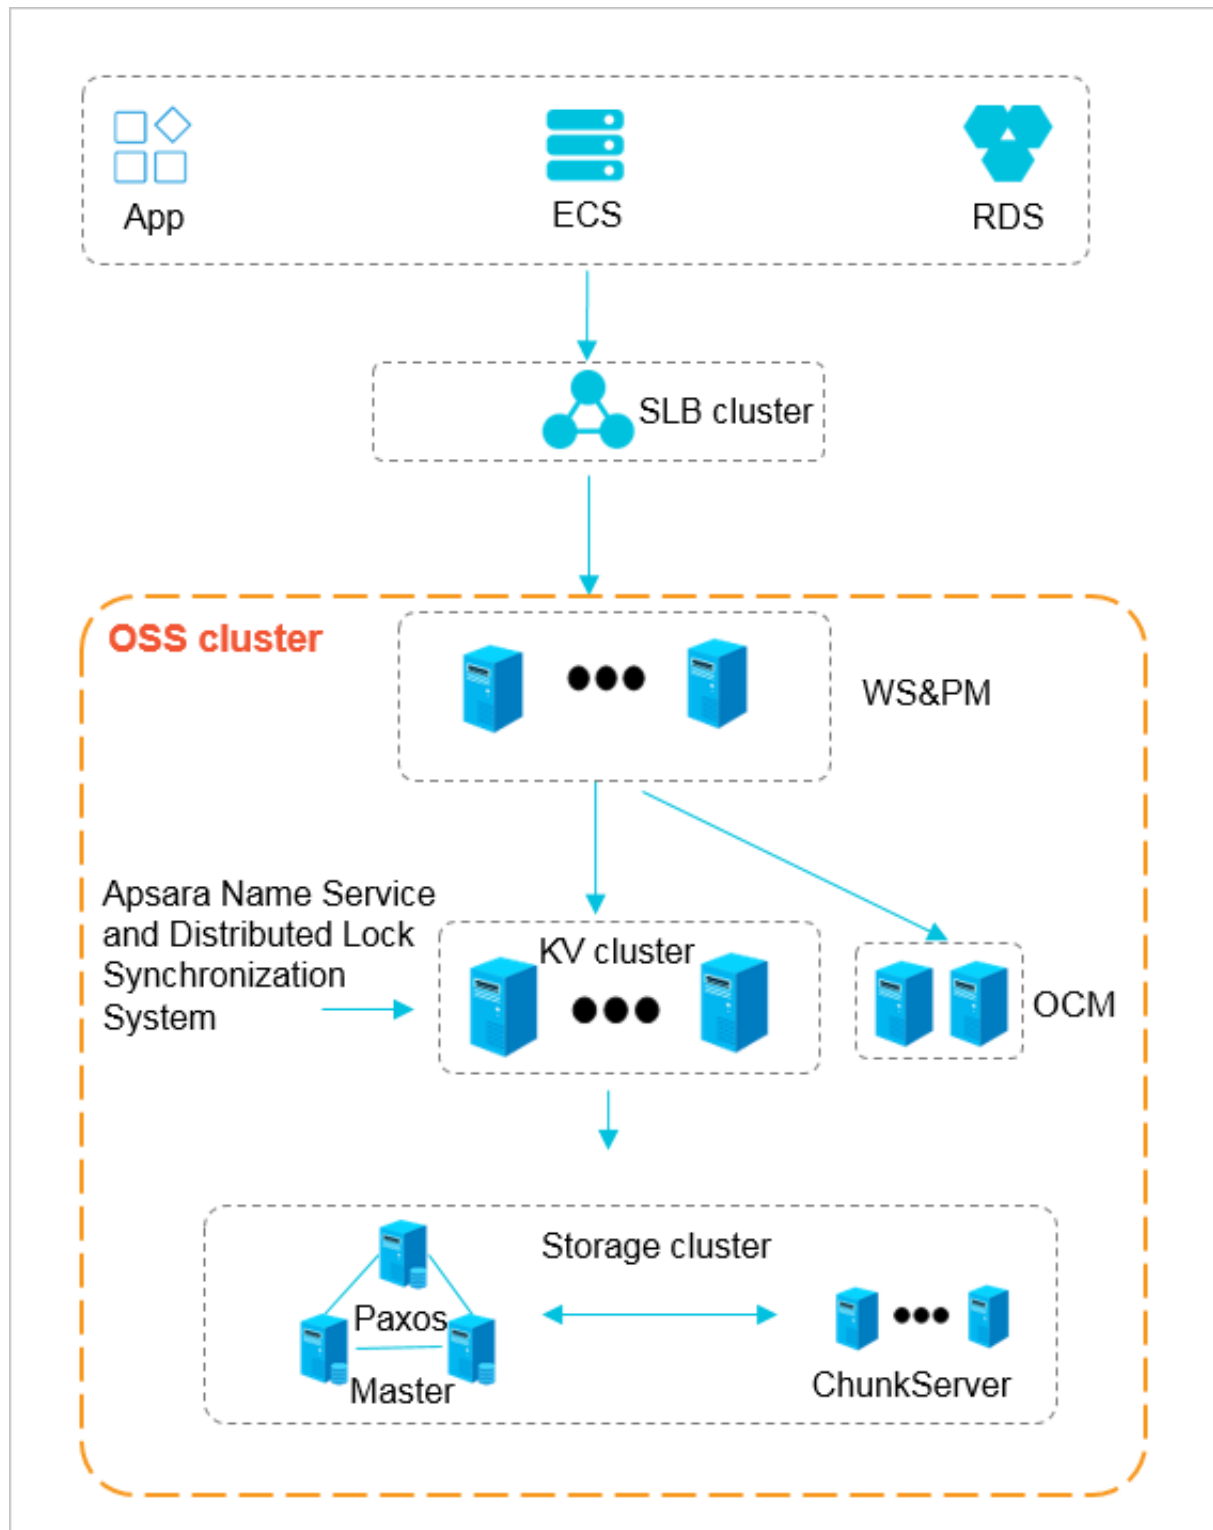 App
ECS
RDS
SLB cluster
OSS cluster
WS&PM
Apsara Name Service
and Distributed Lock
Synchronization
System
KV cluster
OCM
Storage cluster
Paxos
Master
ChunkServer